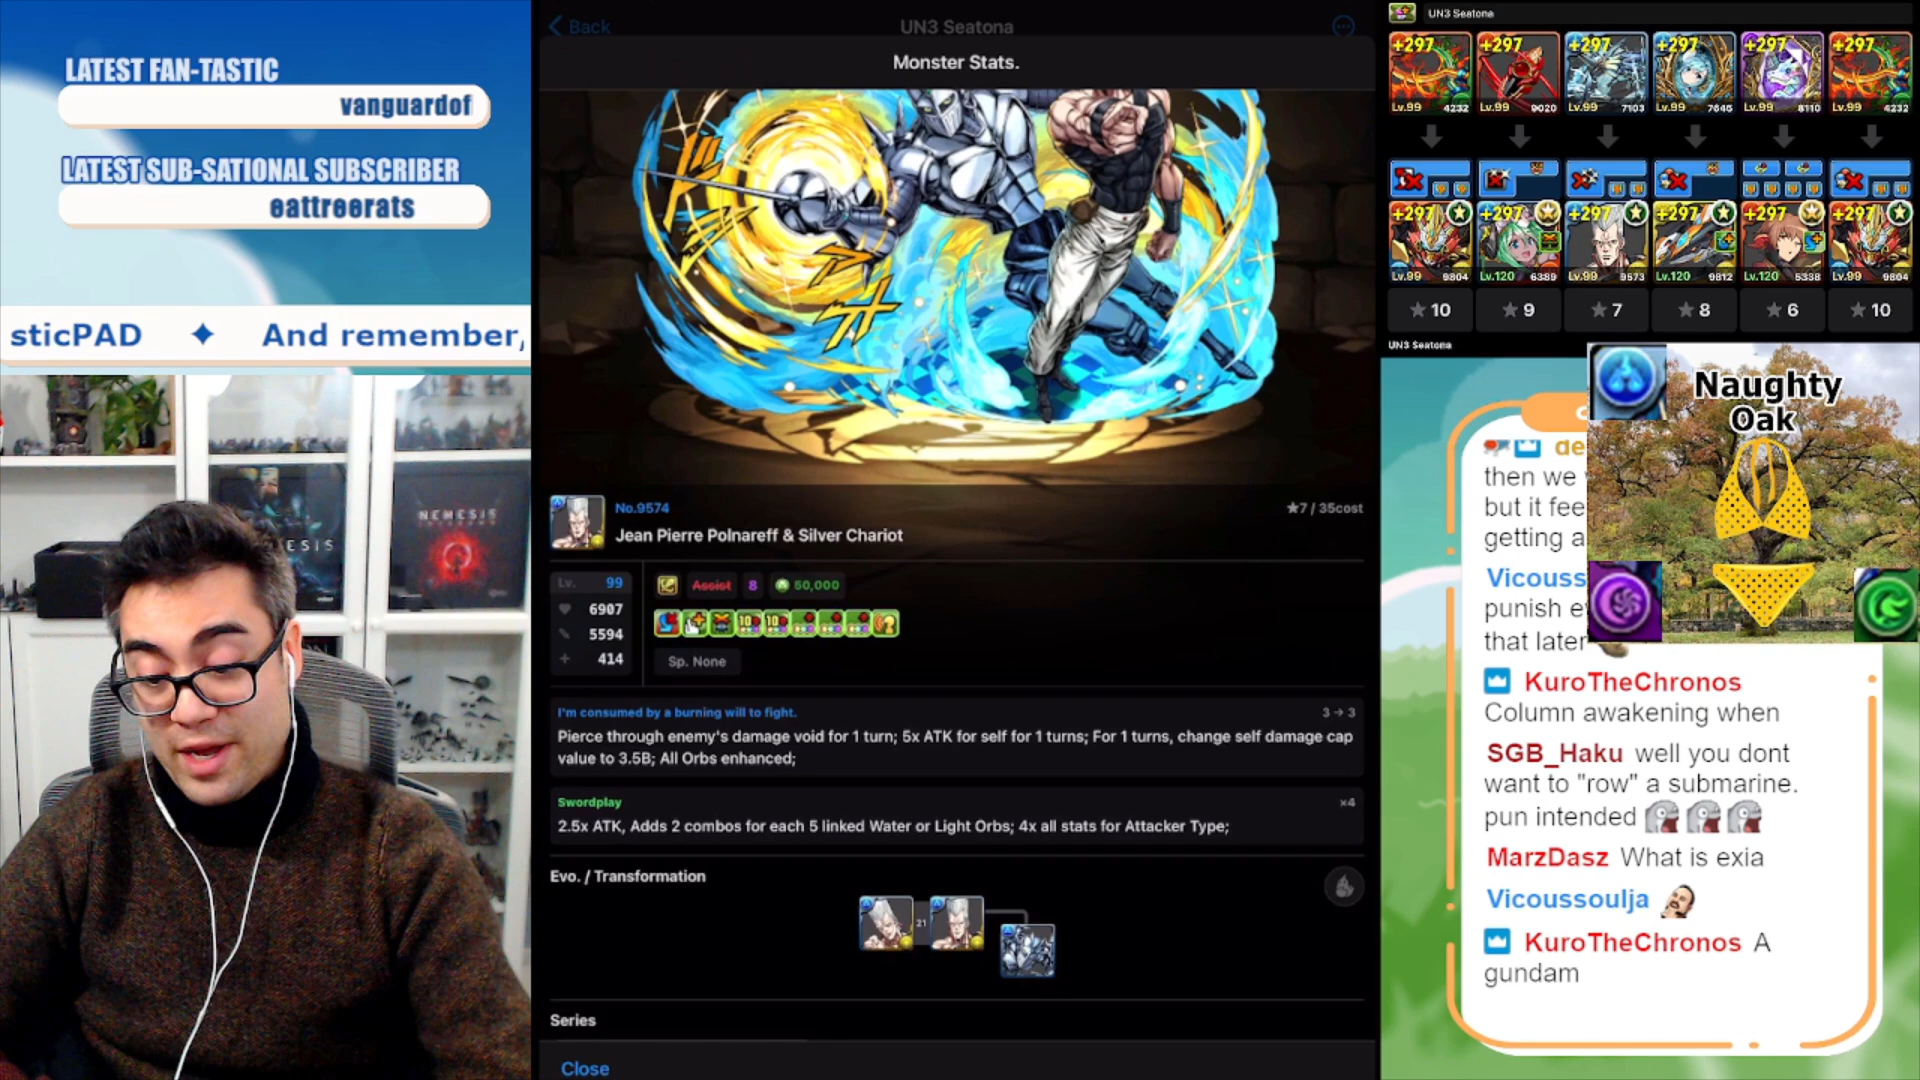 LATEST FAN-TASTIC
vanguardof
LATEST SUB-SATIONAL SUBSCRIBER
eattreerats
sticPAD ✦ And remember,
NEMESIS
Back
UN3 Seatona
Monster Stats.
No.9574
★7 / 35cost
Jean Pierre Polnareff & Silver Chariot
Lv. 99
Assist 8 50,000
6907
5594
+ 414
Sp. None
I'm consumed by a burning will to fight.
3 → 3
Pierce through enemy's damage void for 1 turn; 5x ATK for self for 1 turns; For 1 turns, change self damage cap
value to 3.5B; All Orbs enhanced;
Swordplay
×4
2.5x ATK, Adds 2 combos for each 5 linked Water or Light Orbs; 4x all stats for Attacker Type;
Evo. / Transformation
21
Series
Close
UN3 Seatona
+297 +297 +297 +297 +297 +297
Lv.99 4232 Lv.99 9020 Lv.99 7103 Lv.99 7645 Lv.99 8110 Lv.99 4232
+297 +297 +297 +297 +297 +297
Lv.99 9804 Lv.120 6389 Lv.99 9573 Lv.120 9812 Lv.120 5338 Lv.99 9804
★ 10 ★ 9 ★ 7 ★ 8 ★ 6 ★ 10
UN3 Seatona
Naughty
Oak
de
then we
but it fee
getting a
Vicouss
punish e
that later
KuroTheChronos
Column awakening when
SGB_Haku well you dont
want to "row" a submarine.
pun intended
MarzDasz What is exia
Vicoussoulja
KuroTheChronos A
gundam